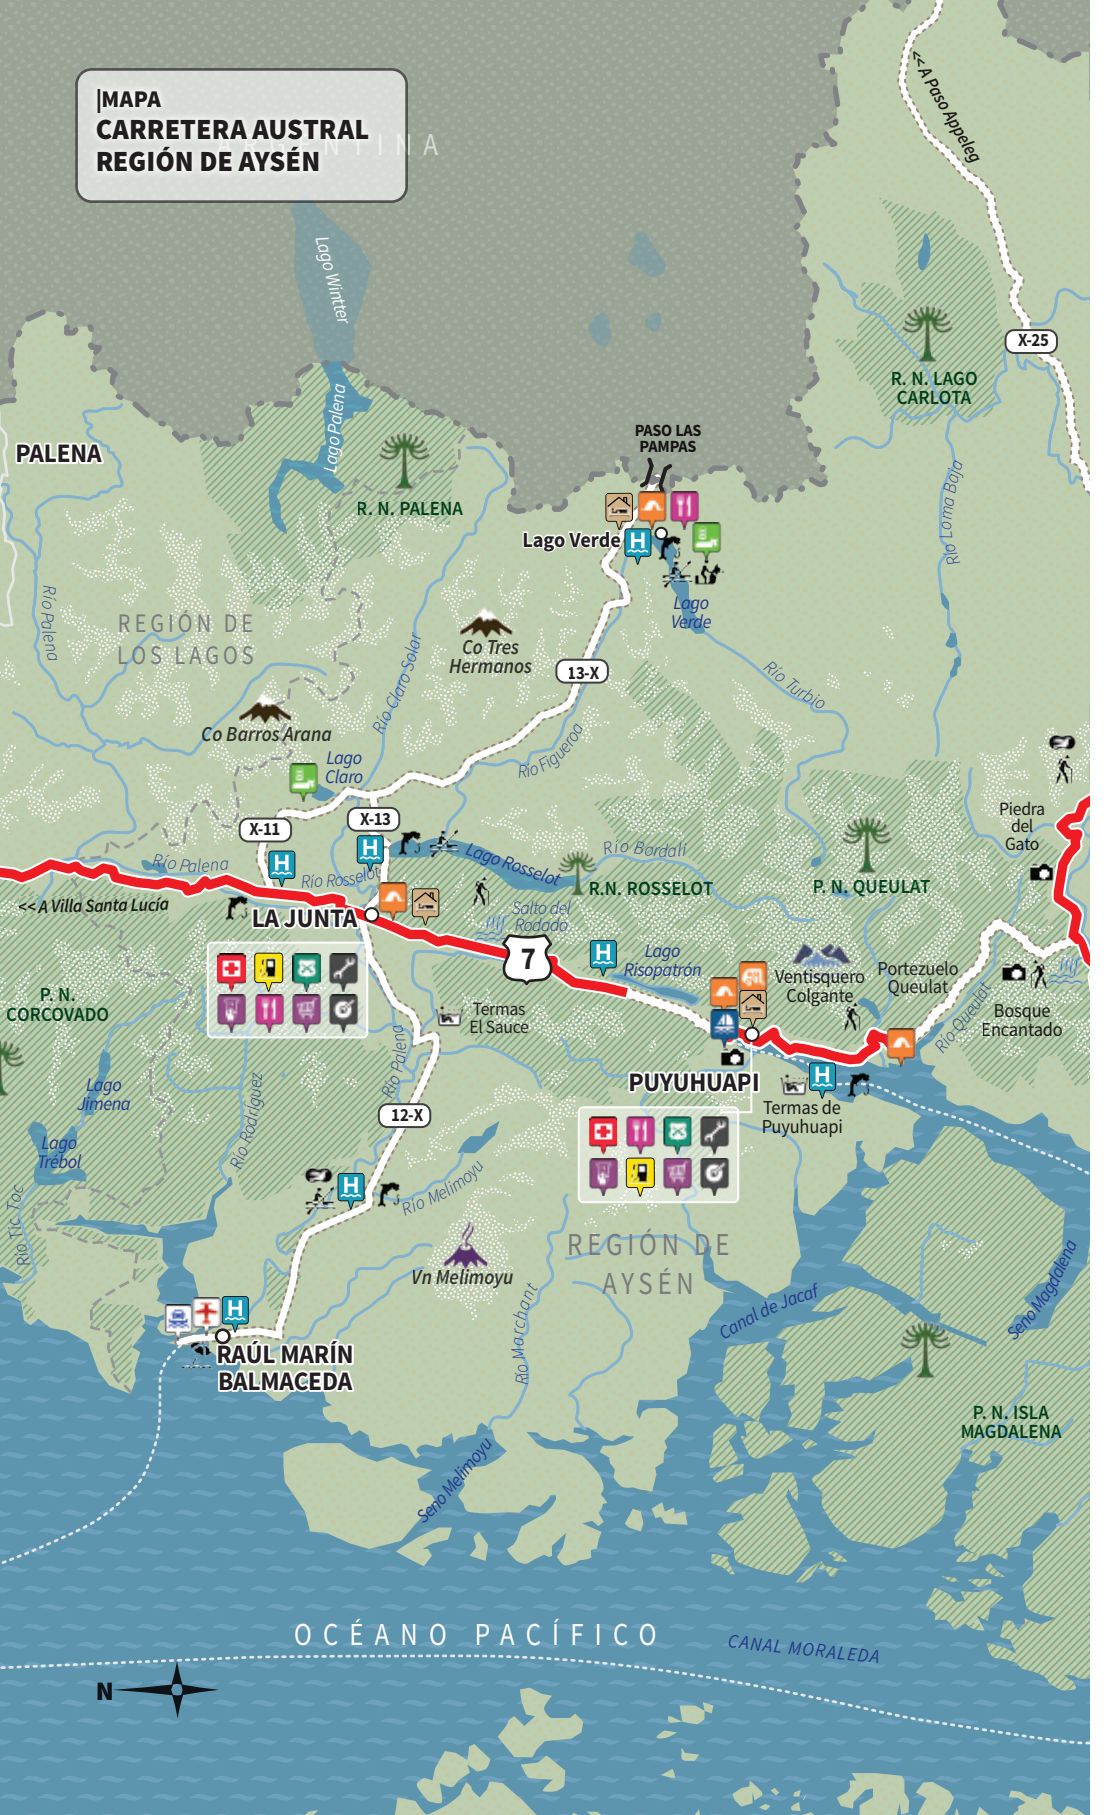 |MAPA
CARRETERA AUSTRAL
REGIÓN DE AYSÉN
ARGENTINA
<< A Paso Appeleg
Lago Wintter
X-25
R. N. LAGO
CARLOTA
Lago Palena
PALENA
R. N. PALENA
PASO LAS
PAMPAS
Lago Verde
H
Lago
Verde
Río Loma Baja
Río Palena
REGIÓN DE
LOS LAGOS
Co Tres
Hermanos
13-X
Río Claro Solar
Río Turbio
Co Barros Arana
Lago
Claro
Río Figueroa
X-11
X-13
H
H
Piedra
del
Gato
Río Palena
Río Rosselot
Lago Rosselot
Río Bordalí
R.N. ROSSELOT
P. N. QUEULAT
<< A Villa Santa Lucía
LA JUNTA
Salto del
Rodado
7
H
Lago
Risopatrón
Ventisquero
Colgante
Portezuelo
Queulat
P. N.
CORCOVADO
Termas
El Sauce
Río Queulat
Bosque
Encantado
Río Palena
Lago
Jimena
PUYUHUAPI
H
Termas de
Puyuhuapi
12-X
Río Rodríguez
Lago
Trébol
Río Tic Toc
H
Río Melimoyu
Vn Melimoyu
REGIÓN DE
AYSÉN
Canal de Jacaf
Seno Magdalena
Río Marchant
H
RAÚL MARÍN
BALMACEDA
P. N. ISLA
MAGDALENA
Seno Melimoyu
OCÉANO PACÍFICO
CANAL MORALEDA
N